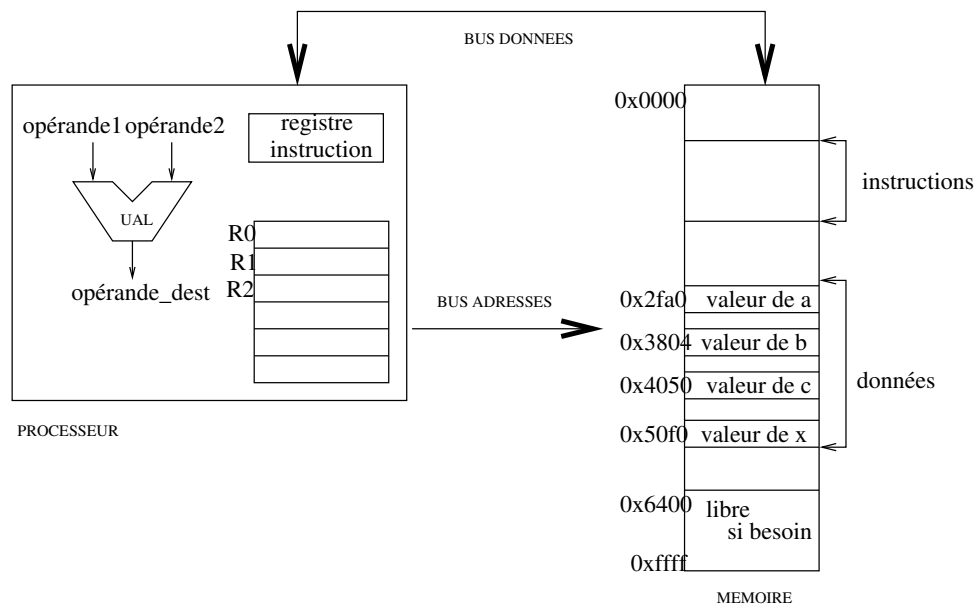 BUS DONNEES
opérande1 opérande2
registre
instruction
UAL
opérande_dest
R0
R1
R2
PROCESSEUR
BUS ADRESSES
0x0000
instructions
0x2fa0 valeur de a
0x3804 valeur de b
0x4050 valeur de c
0x50f0 valeur de x
données
0x6400 libre
si besoin
0xffff
MEMOIRE